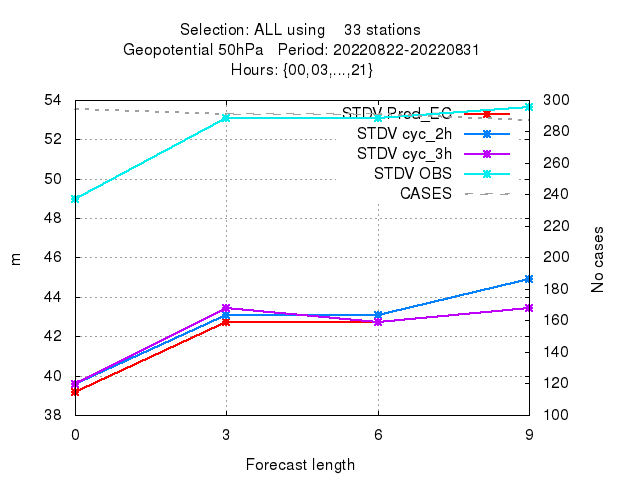 Selection: ALL using    33 stations
Geopotential 50hPa   Period: 20220822-20220831
Hours: {00,03,...,21}
54
52
50
48
46
44
42
40
38
m
STDV Prod_EC
STDV cyc_2h
STDV cyc_3h
STDV OBS
CASES
300
280
260
240
220
200
180
160
140
120
100
No cases
0 3 6 9
Forecast length